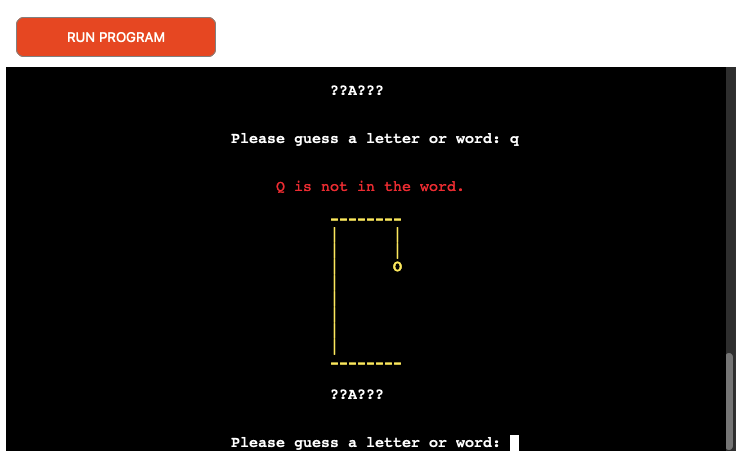 RUN PROGRAM
??A???
Please guess a letter or word: q
Q is not in the word.
--------
|      |
|      O
|
|
|
--------
??A???
Please guess a letter or word: